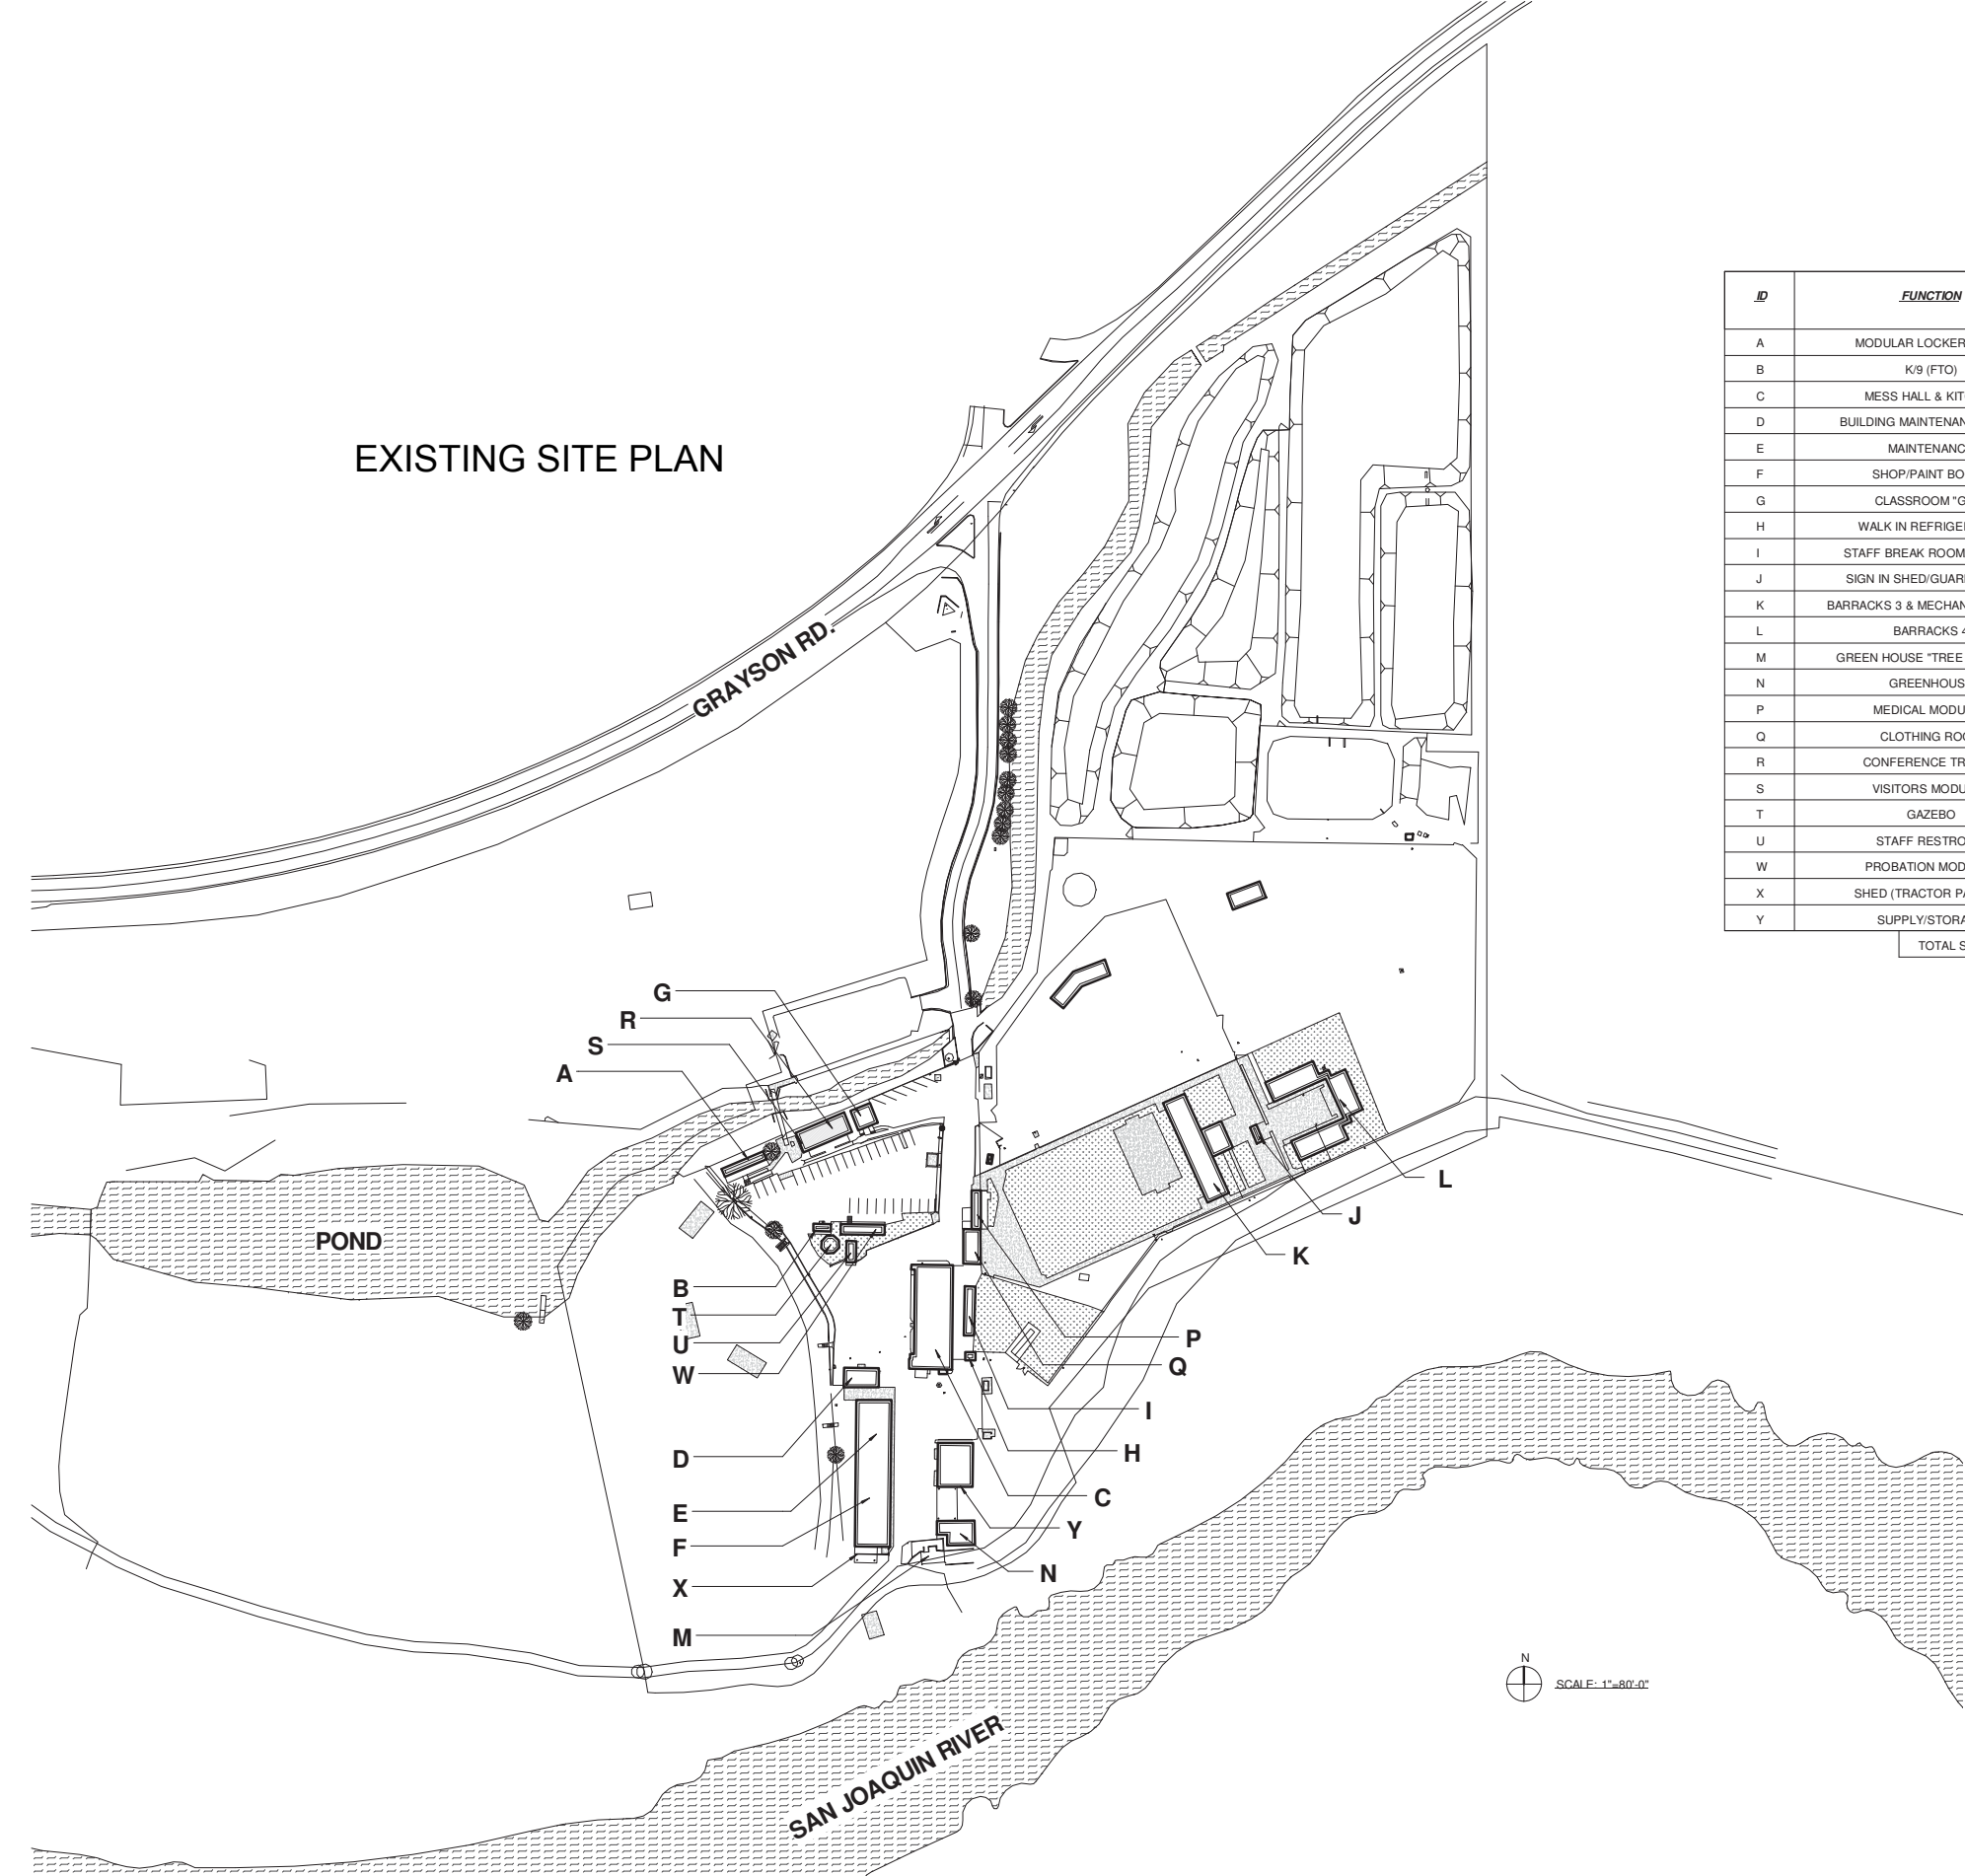 EXISTING SITE PLAN
GRAYSON RD.
POND
SAN JOAQUIN RIVER
G
R
S
A
B
T
U
W
D
E
F
X
M
L
J
K
P
Q
I
H
C
Y
N
N
SCALE: 1"=80'-0"
ID FUNCTION
A MODULAR LOCKER
B K/9 (FTO)
C MESS HALL & KIT
D BUILDING MAINTENAN
E MAINTENANC
F SHOP/PAINT BO
G CLASSROOM "G
H WALK IN REFRIGE
I STAFF BREAK ROOM
J SIGN IN SHED/GUAR
K BARRACKS 3 & MECHAN
L BARRACKS 4
M GREEN HOUSE "TREE
N GREENHOUS
P MEDICAL MODU
Q CLOTHING ROO
R CONFERENCE TR
S VISITORS MODU
T GAZEBO
U STAFF RESTRO
W PROBATION MOD
X SHED (TRACTOR PA
Y SUPPLY/STORA
TOTAL S